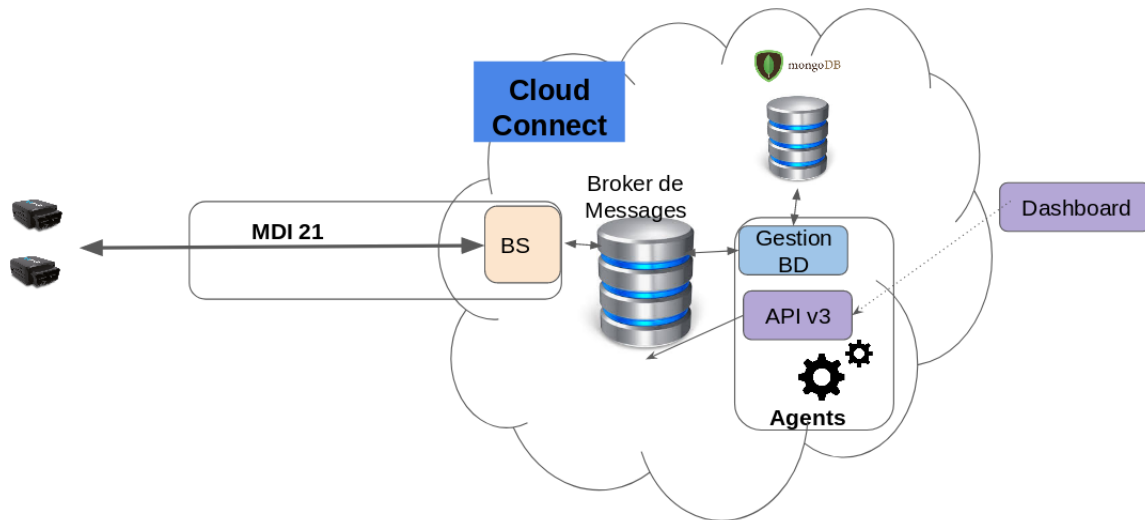 mongoDB
Cloud
Connect
Broker de
Messages
Dashboard
MDI 21
BS
Gestion
BD
API v3
Agents